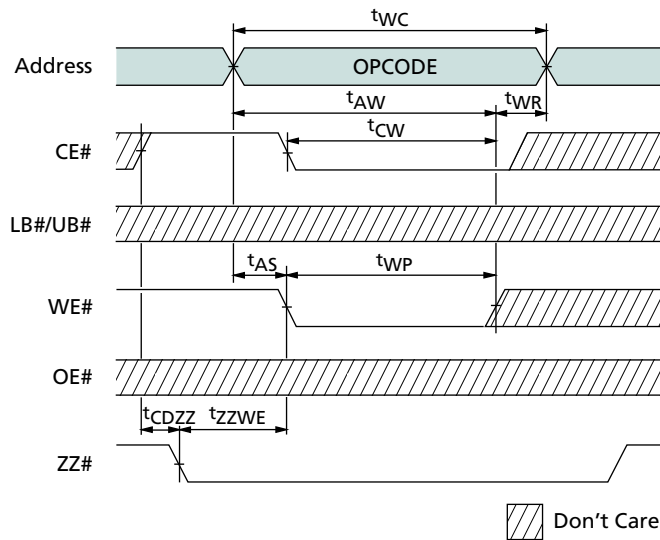 tWC
Address
OPCODE
tAW
tWR
tCW
CE#
LB#/UB#
tAS
tWP
WE#
OE#
tCDZZ
tZZWE
ZZ#
Don't Care